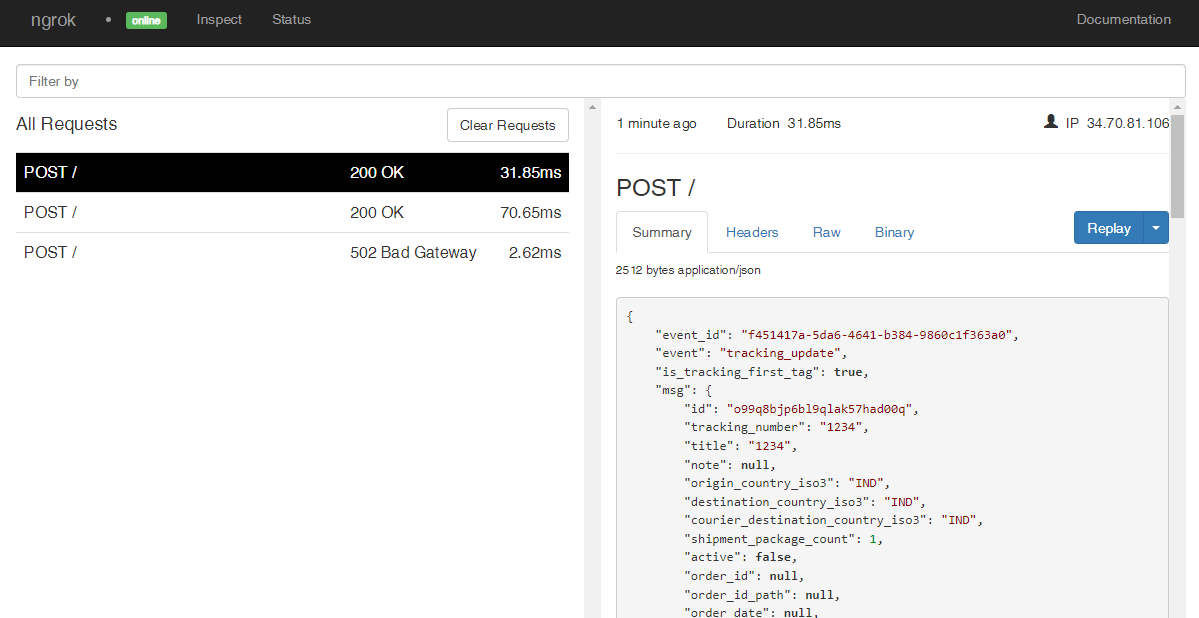 ngrok • online Inspect Status Documentation
Filter by
All Requests Clear Requests
POST / 200 OK 31.85ms
POST / 200 OK 70.65ms
POST / 502 Bad Gateway 2.62ms
1 minute ago Duration 31.85ms IP 34.70.81.106
POST /
Summary Headers Raw Binary Replay
2512 bytes application/json
{
"event_id": "f451417a-5da6-4641-b384-9860c1f363a0",
"event": "tracking_update",
"is_tracking_first_tag": true,
"msg": {
"id": "o99q8bjp6bl9qlak57had00q",
"tracking_number": "1234",
"title": "1234",
"note": null,
"origin_country_iso3": "IND",
"destination_country_iso3": "IND",
"courier_destination_country_iso3": "IND",
"shipment_package_count": 1,
"active": false,
"order_id": null,
"order_id_path": null,
"order_date": null,